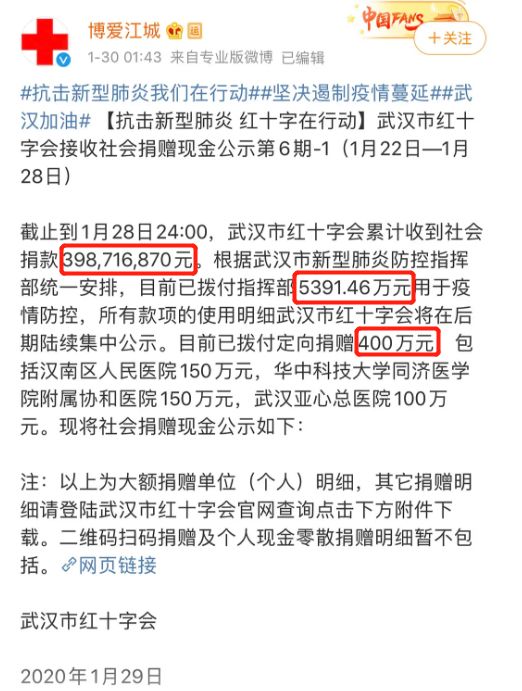 博爱江城
中国FANS
1-30 01:43 来自专业版微博 已编辑
+关注
#抗击新型肺炎我们在行动##坚决遏制疫情蔓延##武
汉加油# 【抗击新型肺炎 红十字在行动】武汉市红十
字会接收社会捐赠现金公示第6期-1（1月22日—1月
28日）
截止到1月28日24:00，武汉市红十字会累计收到社会
捐款398,716,870元。根据武汉市新型肺炎防控指挥
部统一安排，目前已拨付指挥部5391.46万元用于疫
情防控，所有款项的使用明细武汉市红十字会将在后
期陆续集中公示。目前已拨付定向捐赠400万元，包
括汉南区人民医院150万元，华中科技大学同济医学
院附属协和医院150万元，武汉亚心总医院100万
元。现将社会捐赠现金公示如下：
注：以上为大额捐赠单位（个人）明细，其它捐赠明
细请登陆武汉市红十字会官网查询点击下方附件下
载。二维码扫码捐赠及个人现金零散捐赠明细暂不包
括。网页链接
武汉市红十字会
2020年1月29日